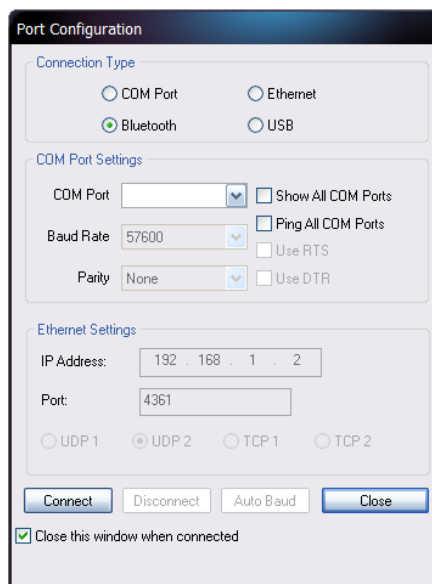 Port Configuration
Connection Type
COM Port Ethernet
Bluetooth USB
COM Port Settings
COM Port Show All COM Ports
Ping All COM Ports
Baud Rate 57600
Use RTS
Parity None Use DTR
Ethernet Settings
IP Address: 192 . 168 . 1 . 2
Port: 4361
UDP 1 UDP 2 TCP 1 TCP 2
Connect Disconnect Auto Baud Close
Close this window when connected